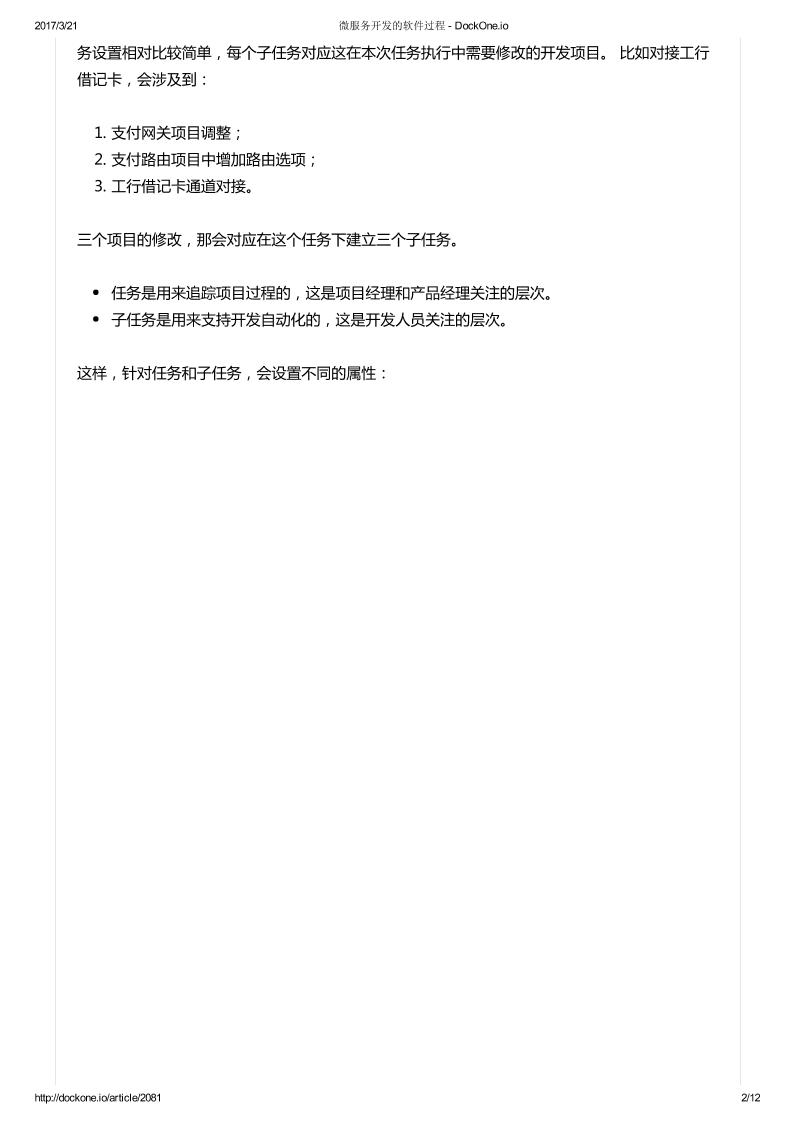 2017/3/21
微服务开发的软件过程 - DockOne.io
务设置相对比较简单，每个子任务对应这在本次任务执行中需要修改的开发项目。 比如对接工行
借记卡，会涉及到：
1. 支付网关项目调整；
2. 支付路由项目中增加路由选项；
3. 工行借记卡通道对接。
三个项目的修改，那会对应在这个任务下建立三个子任务。
• 任务是用来追踪项目过程的，这是项目经理和产品经理关注的层次。
• 子任务是用来支持开发自动化的，这是开发人员关注的层次。
这样，针对任务和子任务，会设置不同的属性：
http://dockone.io/article/2081
2/12